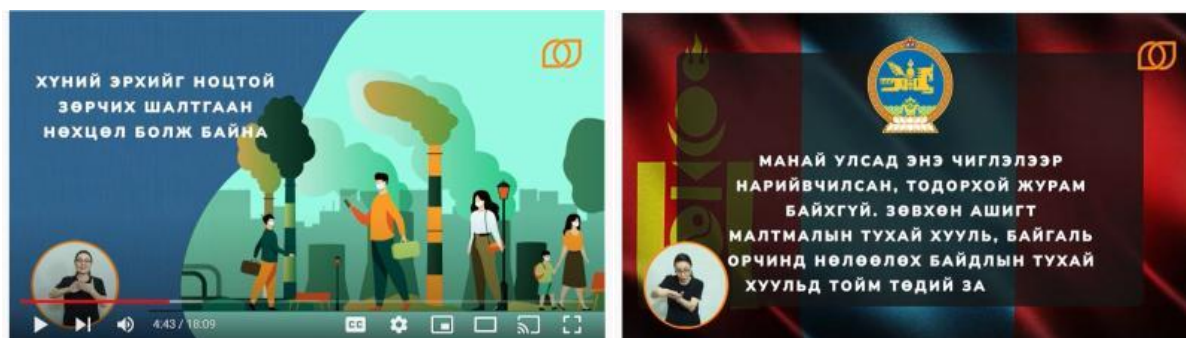 ХҮНИЙ ЭРХИЙГ НОЦТОЙ
ЗӨРЧИХ ШАЛТГААН
НӨХЦӨЛ БОЛЖ БАЙНА
4:43 / 18:09
CC
МАНАЙ УЛСАД ЭНЭ ЧИГЛЭЛЭЭР
НАРИЙВЧИЛСАН, ТОДОРХОЙ ЖУРАМ
БАЙХГҮЙ. ЗӨВХӨН АШИГТ
МАЛТМАЛЫН ТУХАЙ ХУУЛЬ, БАЙГАЛЬ
ОРЧИНД НӨЛӨӨЛӨХ БАЙДЛЫН ТУХАЙ
ХУУЛЬД ТОЙМ ТӨДИЙ ЗА